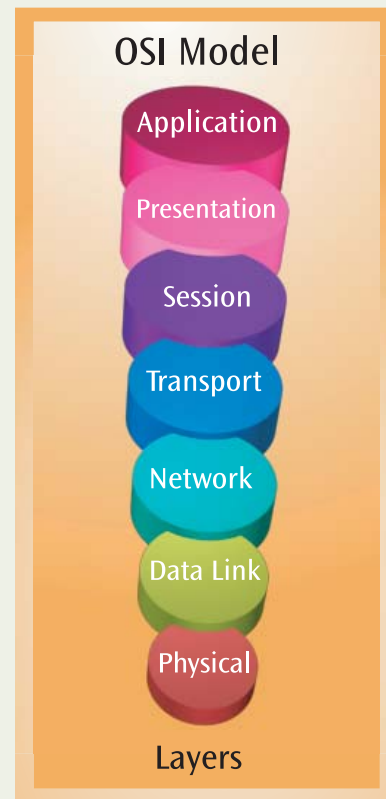 OSI Model
Application
Presentation
Session
Transport
Network
Data Link
Physical
Layers